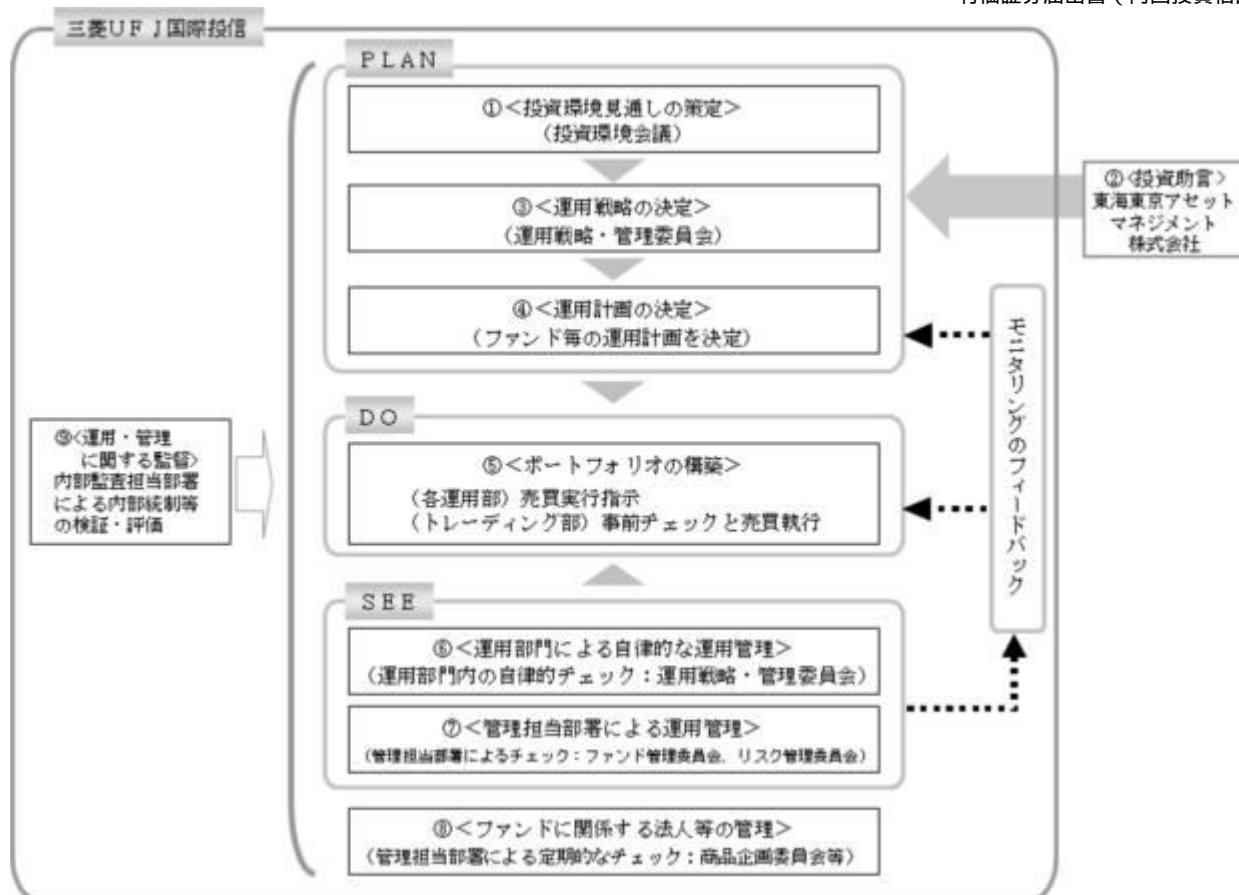 三菱UFJ国際投信
PLAN
①<投資環境見通しの策定>
(投資環境会議)
②<投資助言>
東海東京アセット
マネジメント
株式会社
③<運用戦略の決定>
(運用戦略・管理委員会)
④<運用計画の決定>
(ファンド毎の運用計画を決定)
モニタリングのフィードバック
DO
⑤<ポートフォリオの構築>
(各運用部)売買実行指示
(トレーディング部)事前チェックと売買執行
⑨<運用・管理
に関する監督>
内部監査担当部署
による内部統制等
の検証・評価
SEE
⑥<運用部門による自律的な運用管理>
(運用部門内の自律的チェック:運用戦略・管理委員会)
⑦<管理担当部署による運用管理>
(管理担当部署によるチェック:ファンド管理委員会、リスク管理委員会)
⑧<ファンドに関係する法人等の管理>
(管理担当部署による定期的なチェック:商品企画委員会等)